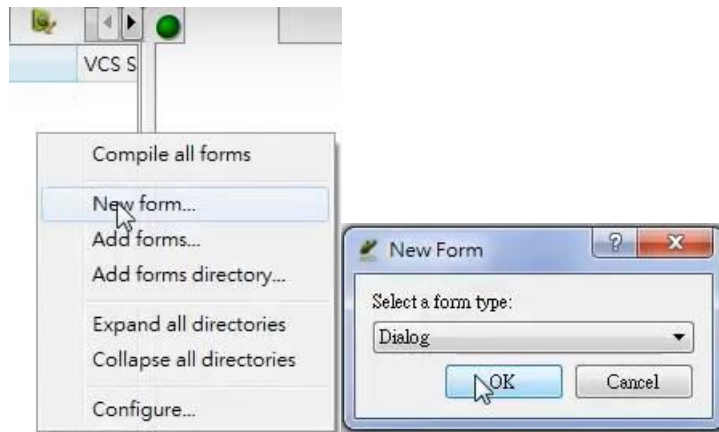 VCS S
Compile all forms
New form...
Add forms...
Add forms directory...
Expand all directories
Collapse all directories
Configure...
New Form
Select a form type:
Dialog
OK
Cancel